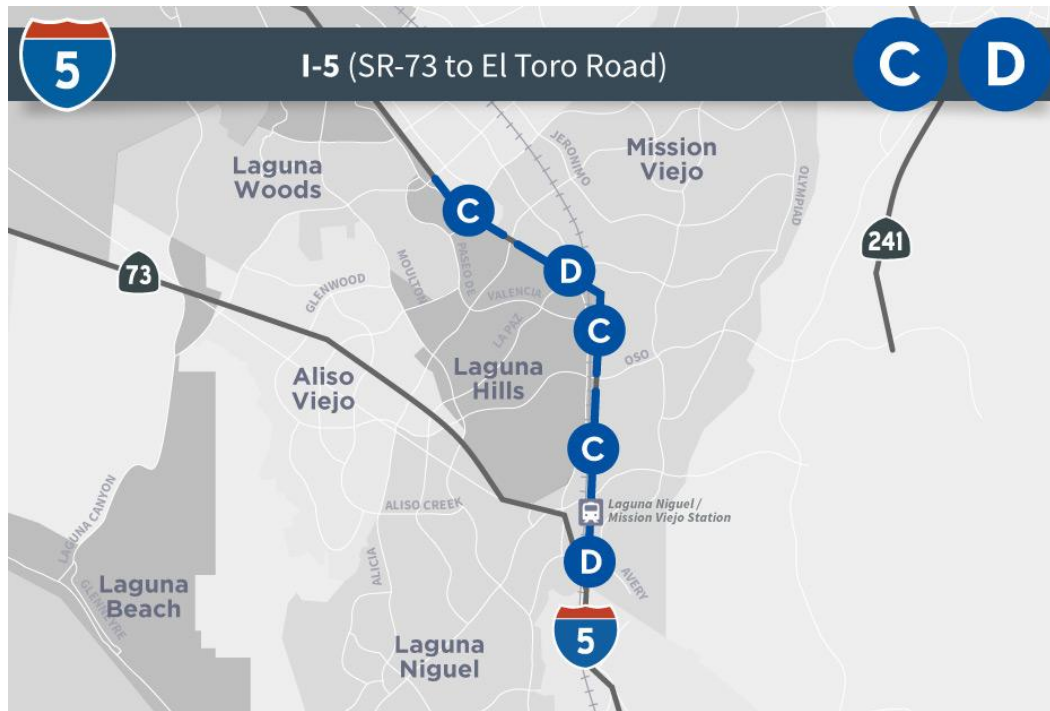 5
I-5 (SR-73 to El Toro Road)
C
D
JERONIMO
Mission
Viejo
Laguna
Woods
OLYMPIAD
C
241
PASEO DE
VALENCIA
MOULTON
D
73
GLENWOOD
C
LA PAZ
OSO
Laguna
Hills
Aliso
Viejo
C
ALISO CREEK
Laguna Niguel /
Mission Viejo Station
LAGUNA CANYON
ALICIA
D
AVERY
Laguna
Beach
GLENNEYRE
5
Laguna
Niguel